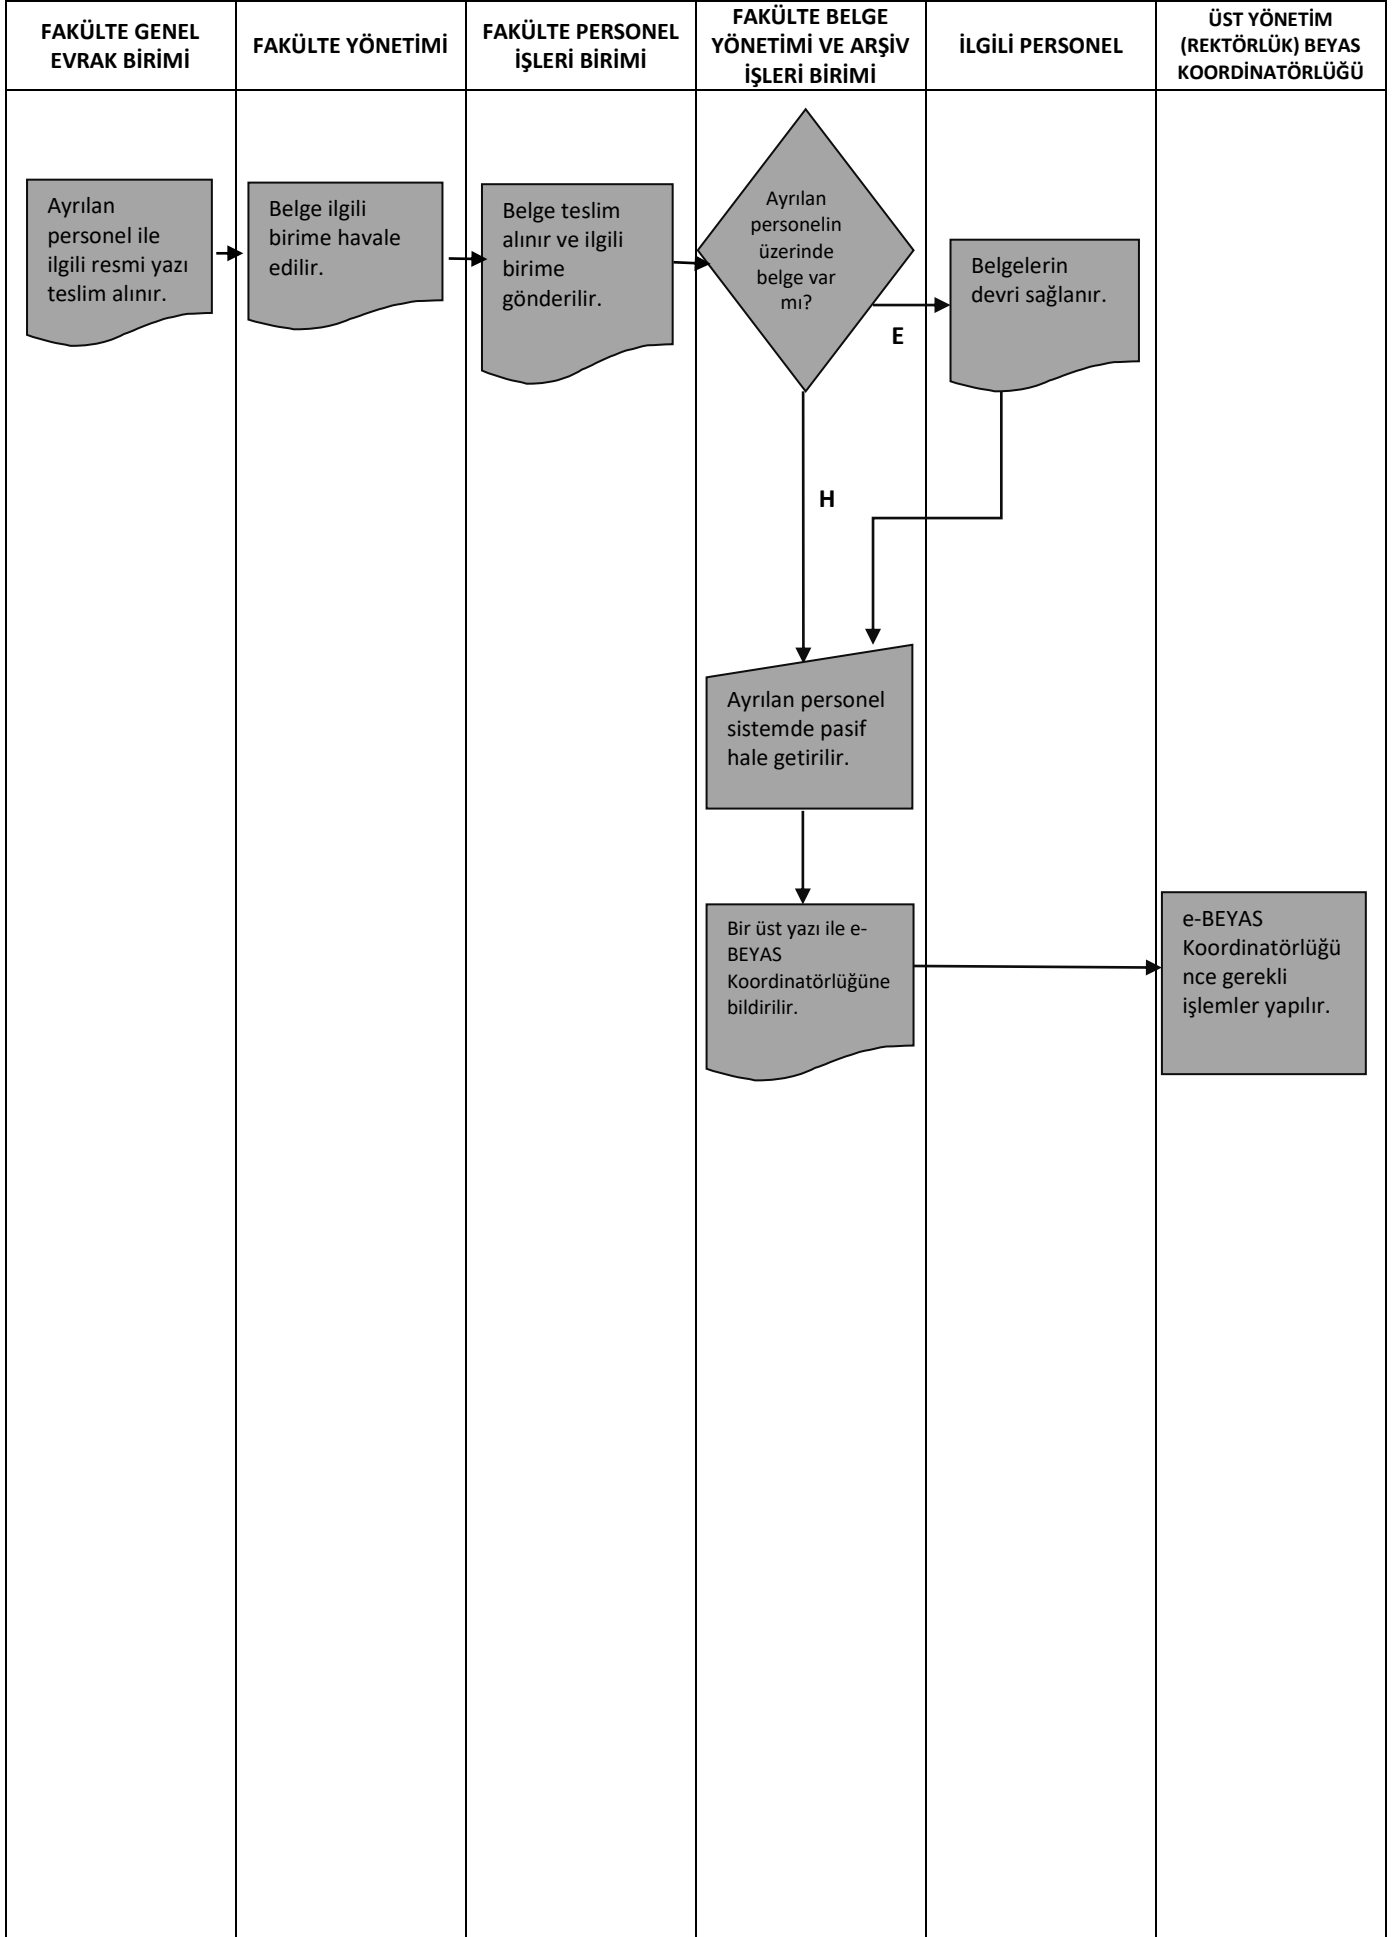 FAKÜLTE GENEL
EVRAK BİRİMİ
FAKÜLTE YÖNETİMİ
FAKÜLTE PERSONEL
İŞLERİ BİRİMİ
FAKÜLTE BELGE
YÖNETİMİ VE ARŞİV
İŞLERİ BİRİMİ
İLGİLİ PERSONEL
ÜST YÖNETİM
(REKTÖRLÜK) BEYAS
KOORDİNATÖRLÜĞÜ
Ayrılan
personel ile
ilgili resmi yazı
teslim alınır.
Belge ilgili
birime havale
edilir.
Belge teslim
alınır ve ilgili
birime
gönderilir.
Ayrılan
personelin
üzerinde
belge var
mı?
E
Belgelerin
devri sağlanır.
H
Ayrılan personel
sistemde pasif
hale getirilir.
Bir üst yazı ile e-
BEYAS
Koordinatörlüğüne
bildirilir.
e-BEYAS
Koordinatörlüğü
nce gerekli
işlemler yapılır.